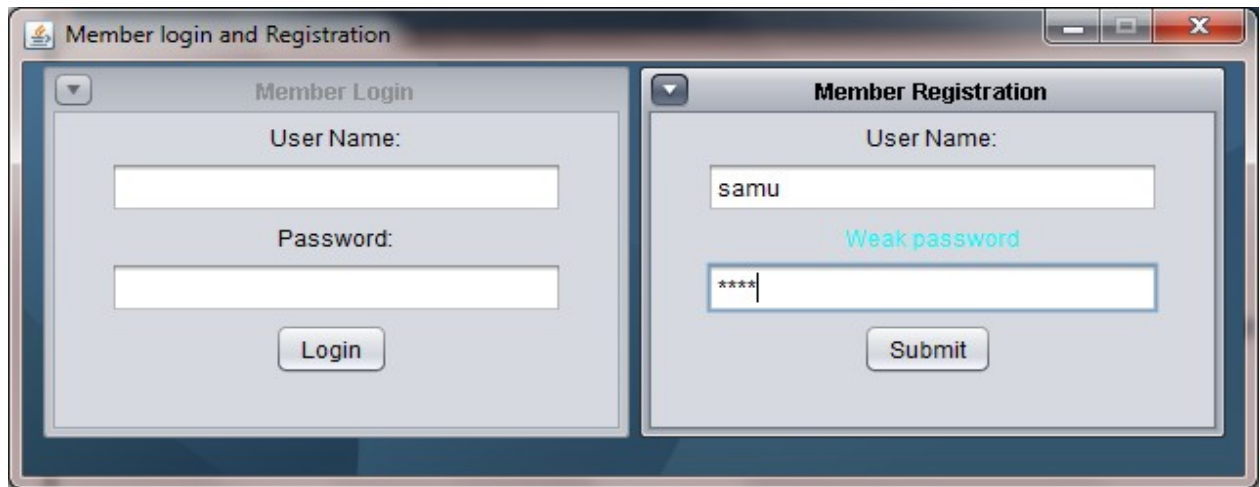 Member login and Registration
Member Login
User Name:
Password:
Login
Member Registration
User Name:
samu
Weak password
****
Submit